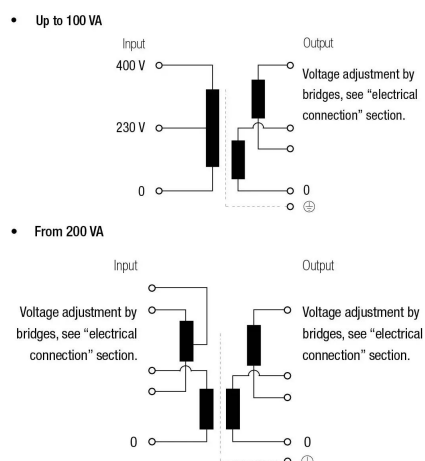 • Up to 100 VA
Input
Output
400 V
Voltage adjustment by
bridges, see “electrical
connection” section.
230 V
0
0
• From 200 VA
Input
Output
Voltage adjustment by
bridges, see “electrical
connection” section.
Voltage adjustment by
bridges, see “electrical
connection” section.
0
0